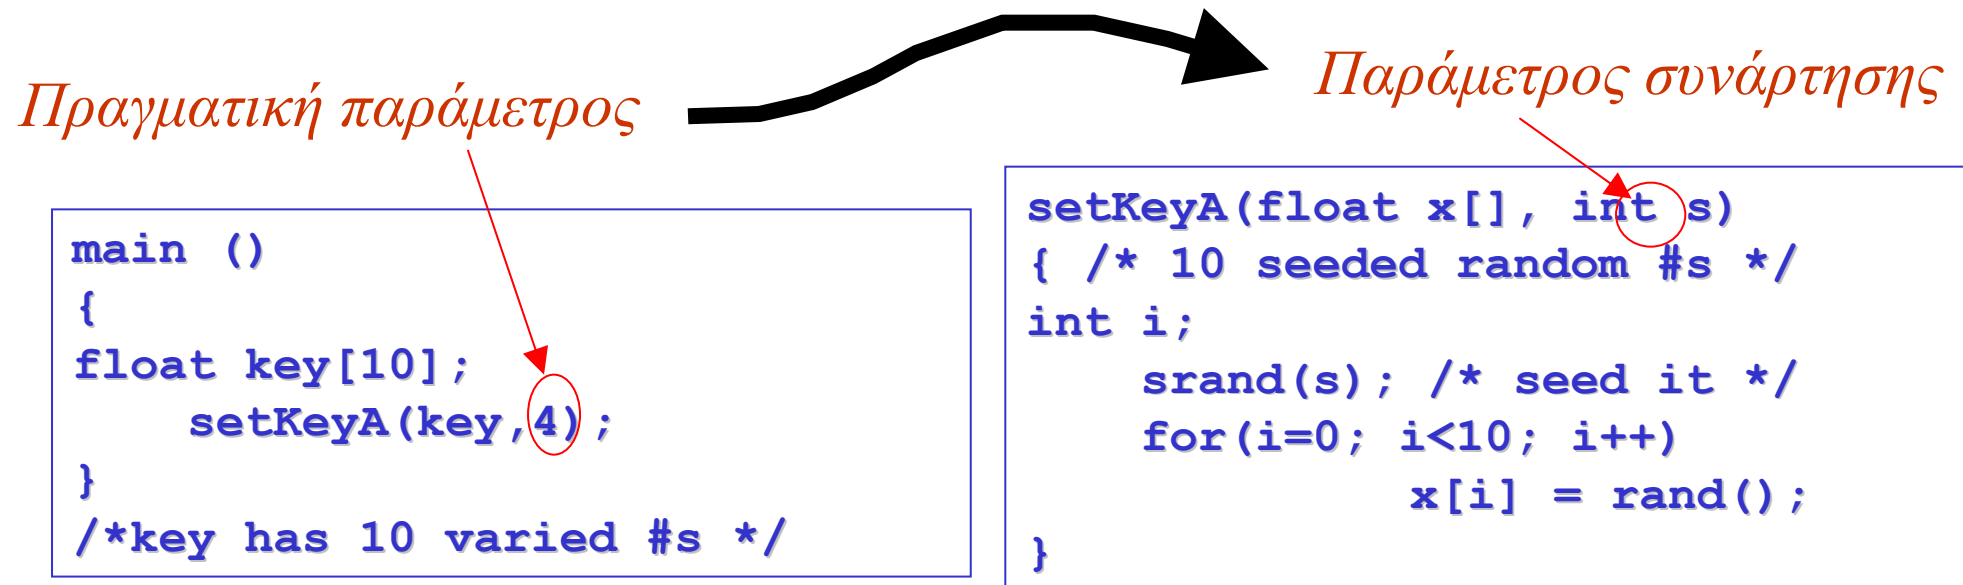 Πραγματική παράμετρος
Παράμετρος συνάρτησης
main ()
{
float key[10];
setKeyA(key,4);
}
/*key has 10 varied #s */
setKeyA(float x[], int s)
{ /* 10 seeded random #s */
int i;
srand(s); /* seed it */
for(i=0; i<10; i++)
x[i] = rand();
}